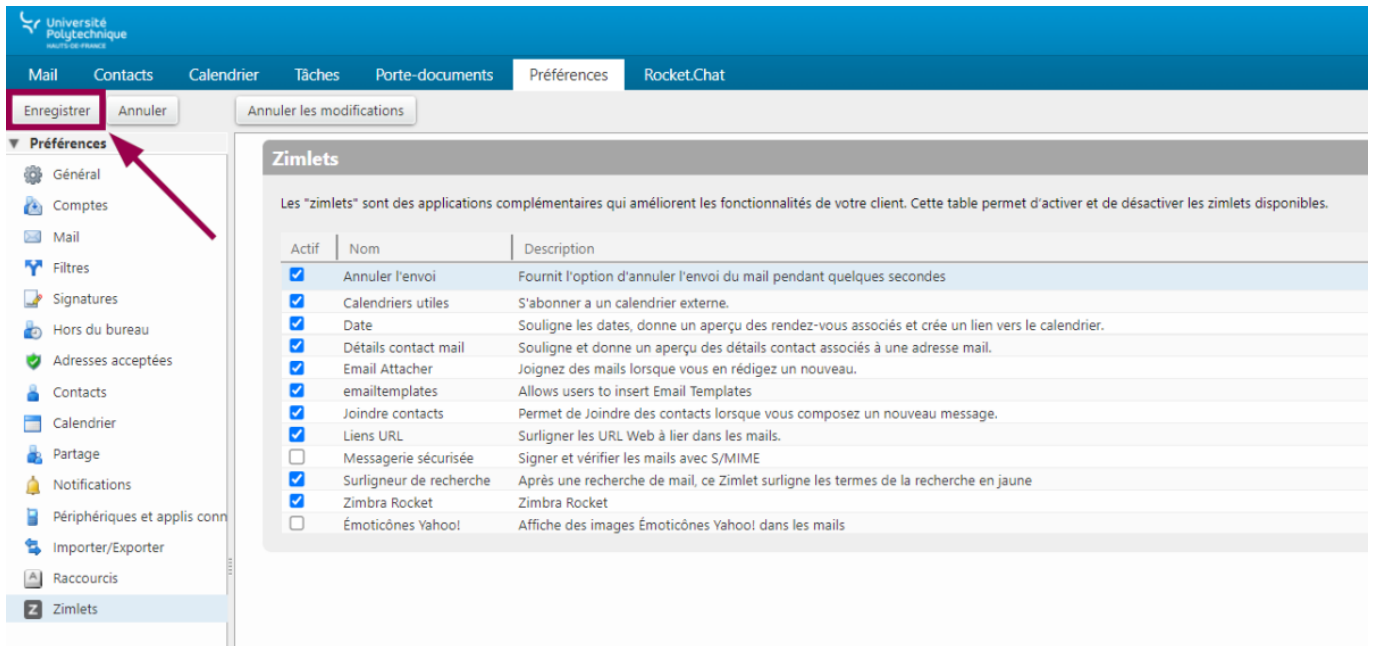 Université
Polytechnique
HAUTS-DE-FRANCE
Mail Contacts Calendrier Tâches Porte-documents Préférences Rocket.Chat
Enregistrer Annuler Annuler les modifications
Préférences
Général
Comptes
Mail
Filtres
Signatures
Hors du bureau
Adresses acceptées
Contacts
Calendrier
Partage
Notifications
Périphériques et applis conn
Importer/Exporter
Raccourcis
Zimlets
Zimlets
Les "zimlets" sont des applications complémentaires qui améliorent les fonctionnalités de votre client. Cette table permet d'activer et de désactiver les zimlets disponibles.
Actif Nom Description
Annuler l'envoi Fournit l'option d'annuler l'envoi du mail pendant quelques secondes
Calendriers utiles S'abonner a un calendrier externe.
Date Souligne les dates, donne un aperçu des rendez-vous associés et crée un lien vers le calendrier.
Détails contact mail Souligne et donne un aperçu des détails contact associés à une adresse mail.
Email Attacher Joignez des mails lorsque vous en rédigez un nouveau.
emailtemplates Allows users to insert Email Templates
Joindre contacts Permet de Joindre des contacts lorsque vous composez un nouveau message.
Liens URL Surligner les URL Web à lier dans les mails.
Messagerie sécurisée Signer et vérifier les mails avec S/MIME
Surligneur de recherche Après une recherche de mail, ce Zimlet surligne les termes de la recherche en jaune
Zimbra Rocket Zimbra Rocket
Émoticônes Yahoo! Affiche des images Émoticônes Yahoo! dans les mails